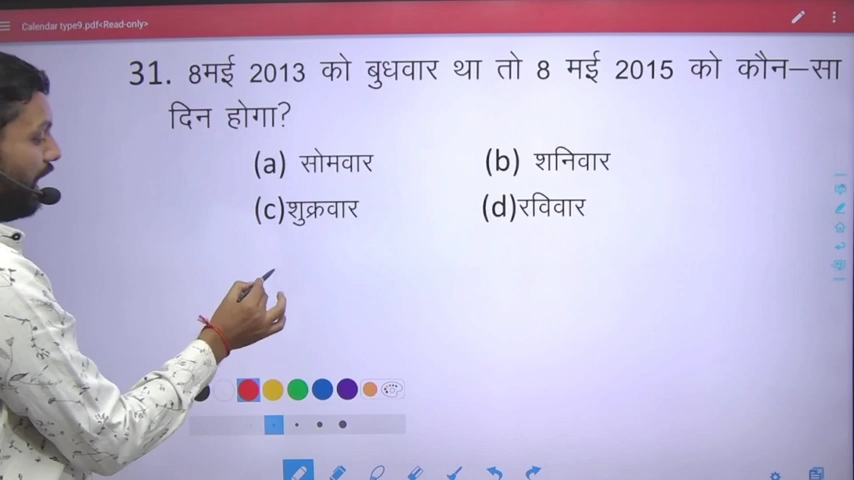 Calendar type9.pdf<Read-only>
31. 8मई 2013 को बुधवार था तो 8 मई 2015 को कौन–सा
दिन होगा?
(a) सोमवार (b) शनिवार
(c)शुक्रवार (d)रविवार